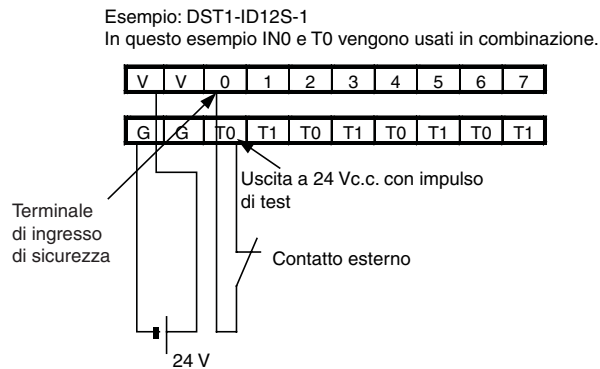 Esempio: DST1-ID12S-1
In questo esempio IN0 e T0 vengono usati in combinazione.
V V 0 1 2 3 4 5 6 7
G G T0 T1 T0 T1 T0 T1 T0 T1
Uscita a 24 Vc.c. con impulso
di test
Terminale
di ingresso
di sicurezza
Contatto esterno
24 V